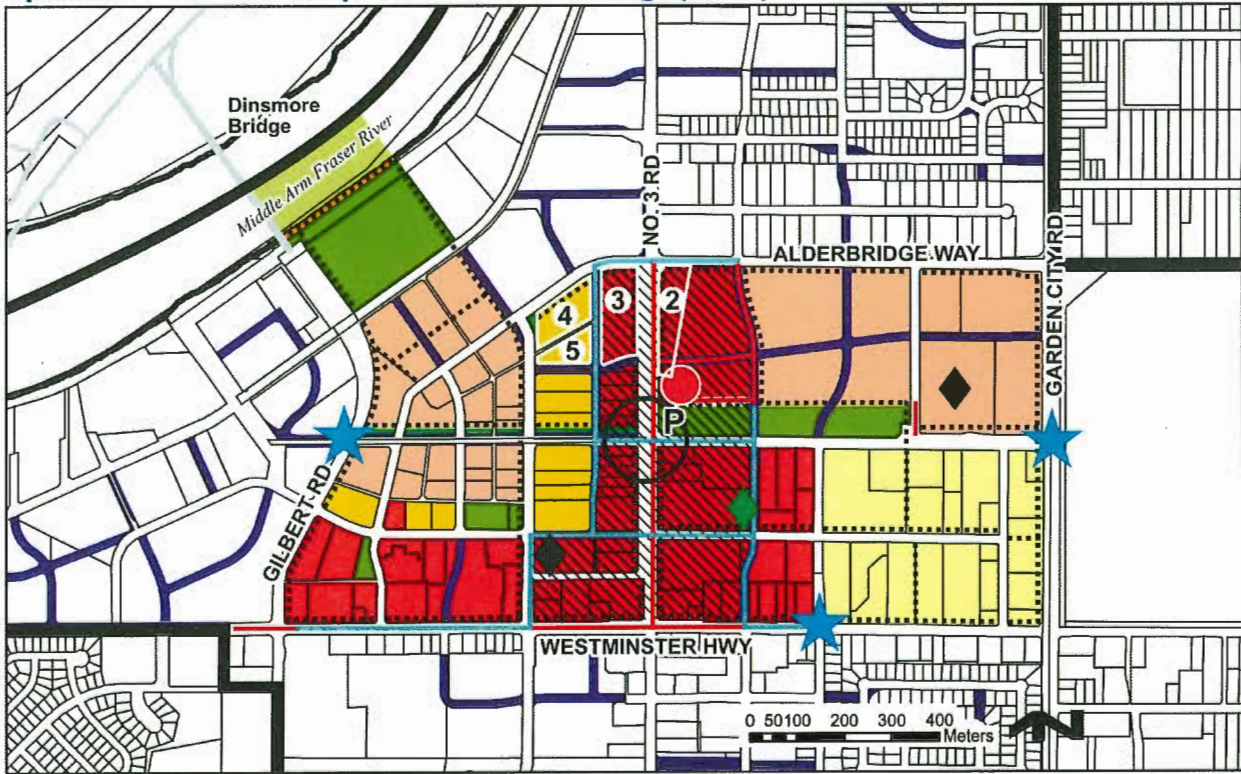 Dinsmore
Bridge
Middle Arm Fraser River
NO. 3 RD
ALDERBRIDGE WAY
GARDEN CITY RD
3
2
4
5
P
GILBERT RD
WESTMINSTER HWY
0 50 100 200 300 400
Meters